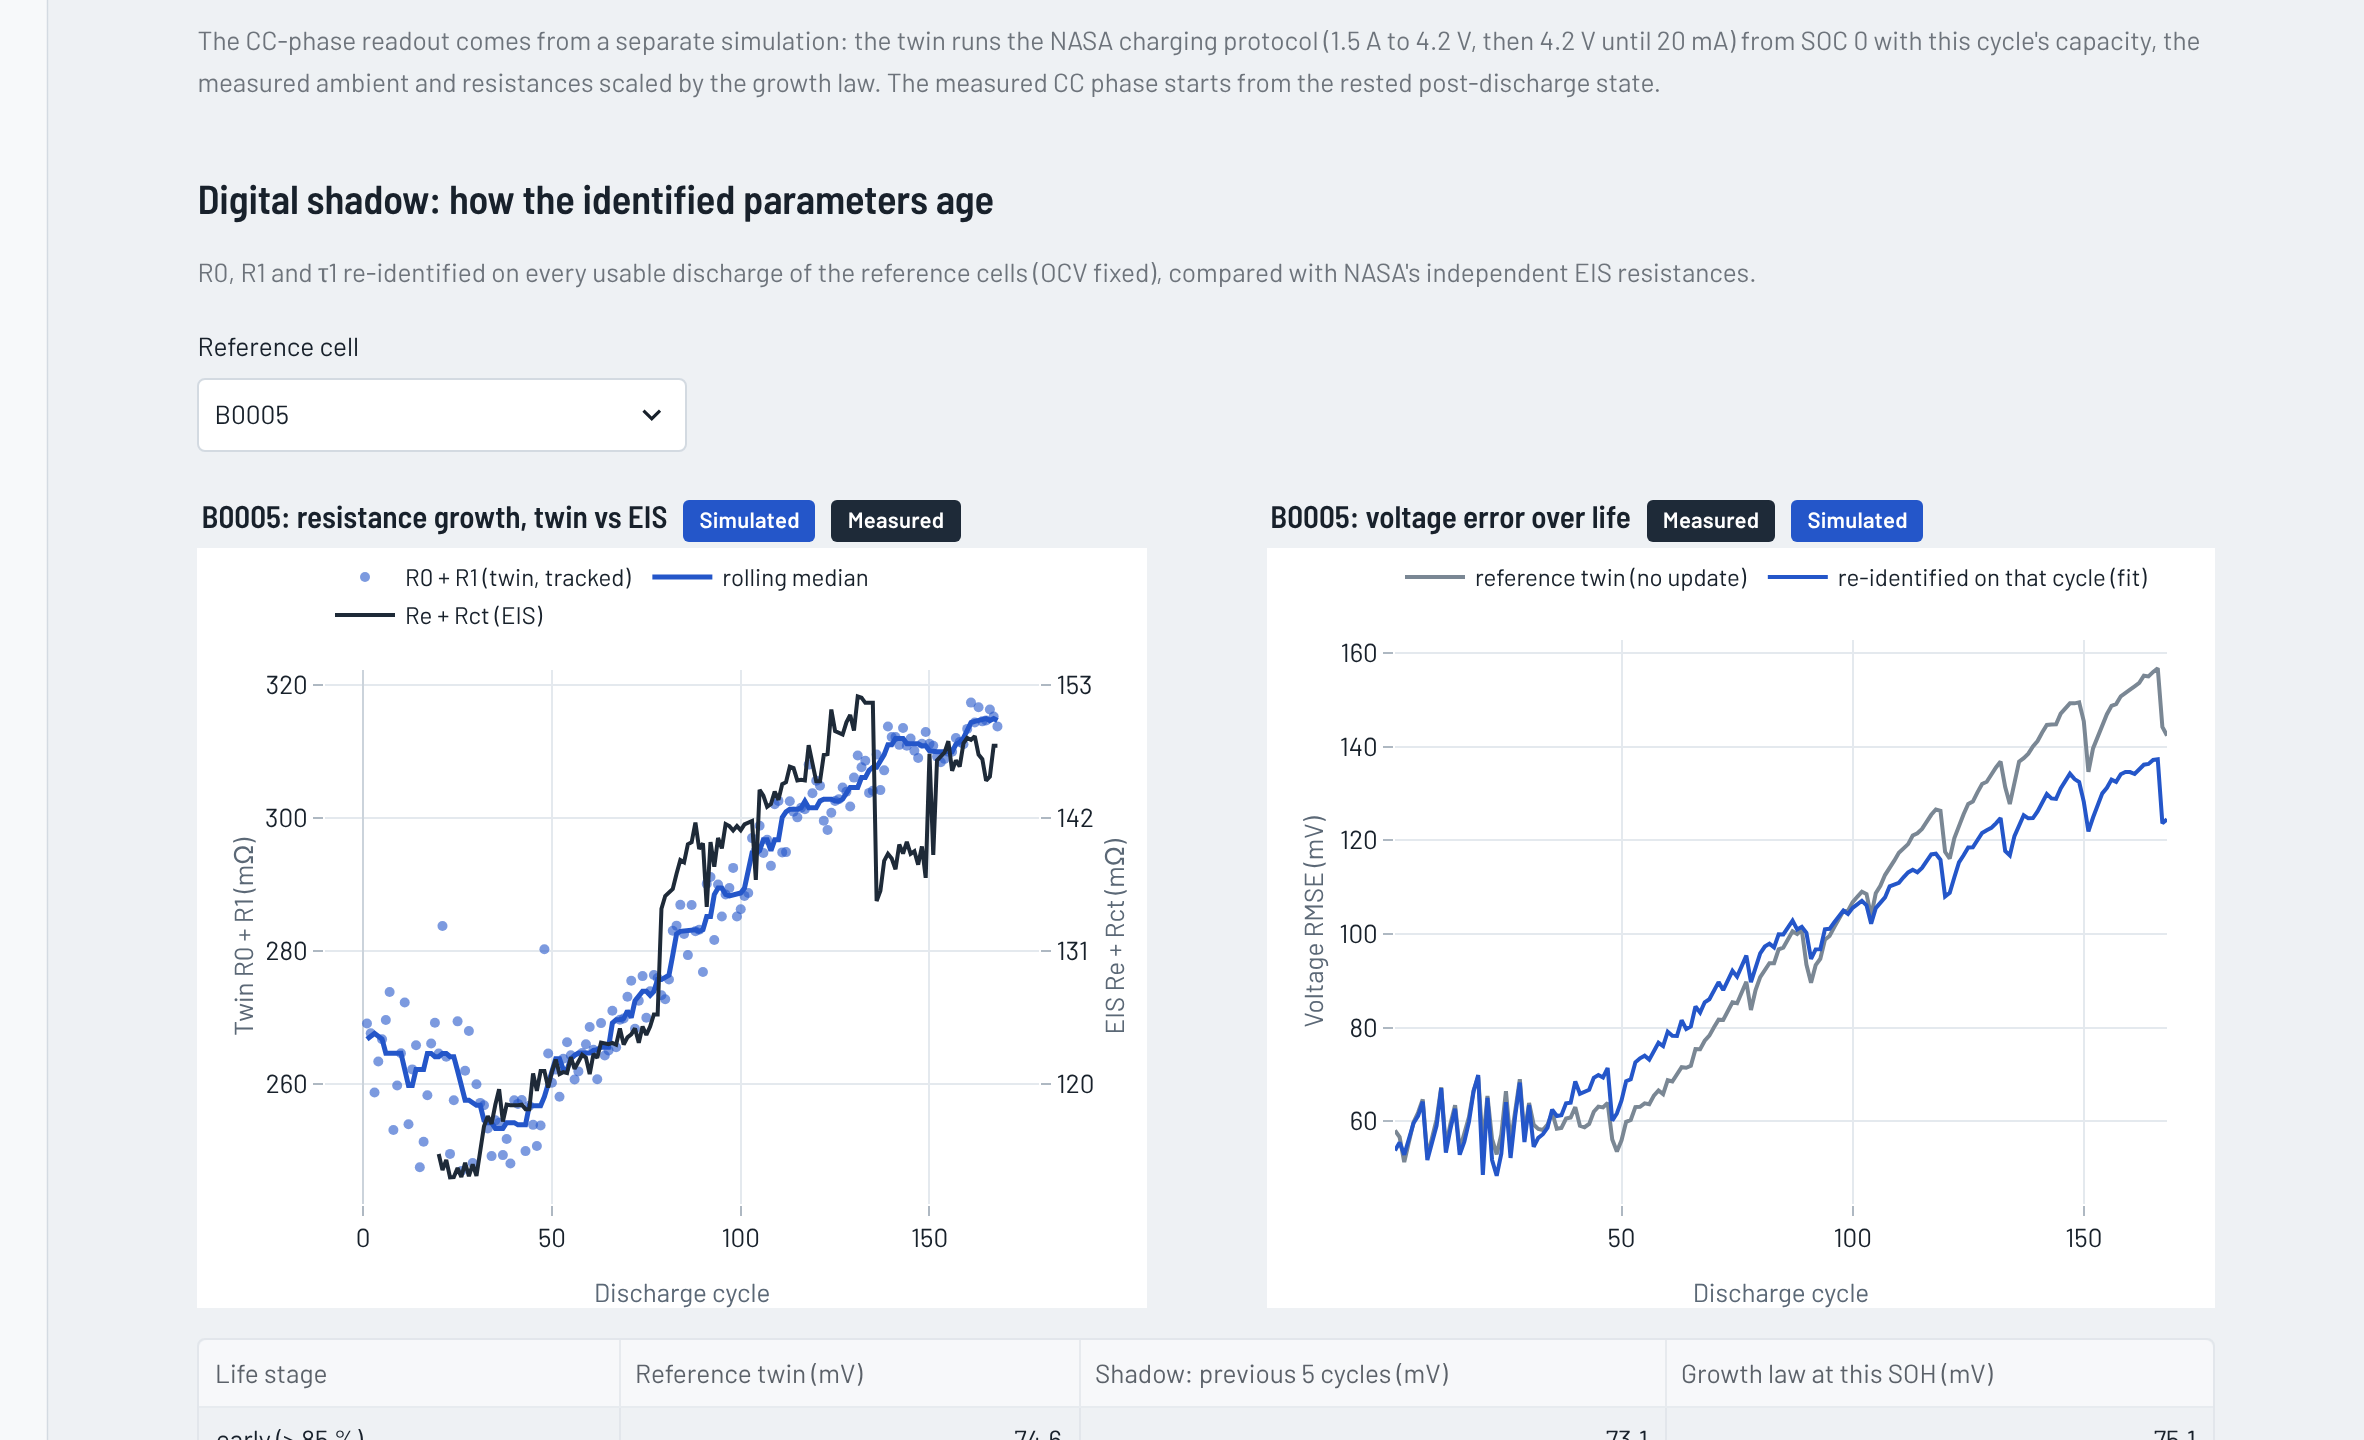 The CC-phase readout comes from a separate simulation: the twin runs the NASA charging protocol (1.5 A to 4.2 V, then 4.2 V until 20 mA) from SOC 0 with this cycle's capacity, the
measured ambient and resistances scaled by the growth law. The measured CC phase starts from the rested post-discharge state.
Digital shadow: how the identified parameters age
R0, R1 and τ1 re-identified on every usable discharge of the reference cells (OCV fixed), compared with NASA's independent EIS resistances.
Reference cell
B0005
B0005: resistance growth, twin vs EIS Simulated Measured
R0 + R1 (twin, tracked) rolling median
Re + Rct (EIS)
320
300
280
260
Twin R0 + R1 (mΩ)
153
142
131
120
EIS Re + Rct (mΩ)
0 50 100 150
Discharge cycle
B0005: voltage error over life Measured Simulated
reference twin (no update) re-identified on that cycle (fit)
160
140
120
100
80
60
Voltage RMSE (mV)
50 100 150
Discharge cycle
Life stage Reference twin (mV) Shadow: previous 5 cycles (mV) Growth law at this SOH (mV)
early (> 85 %) 74.6 73.1 75.1